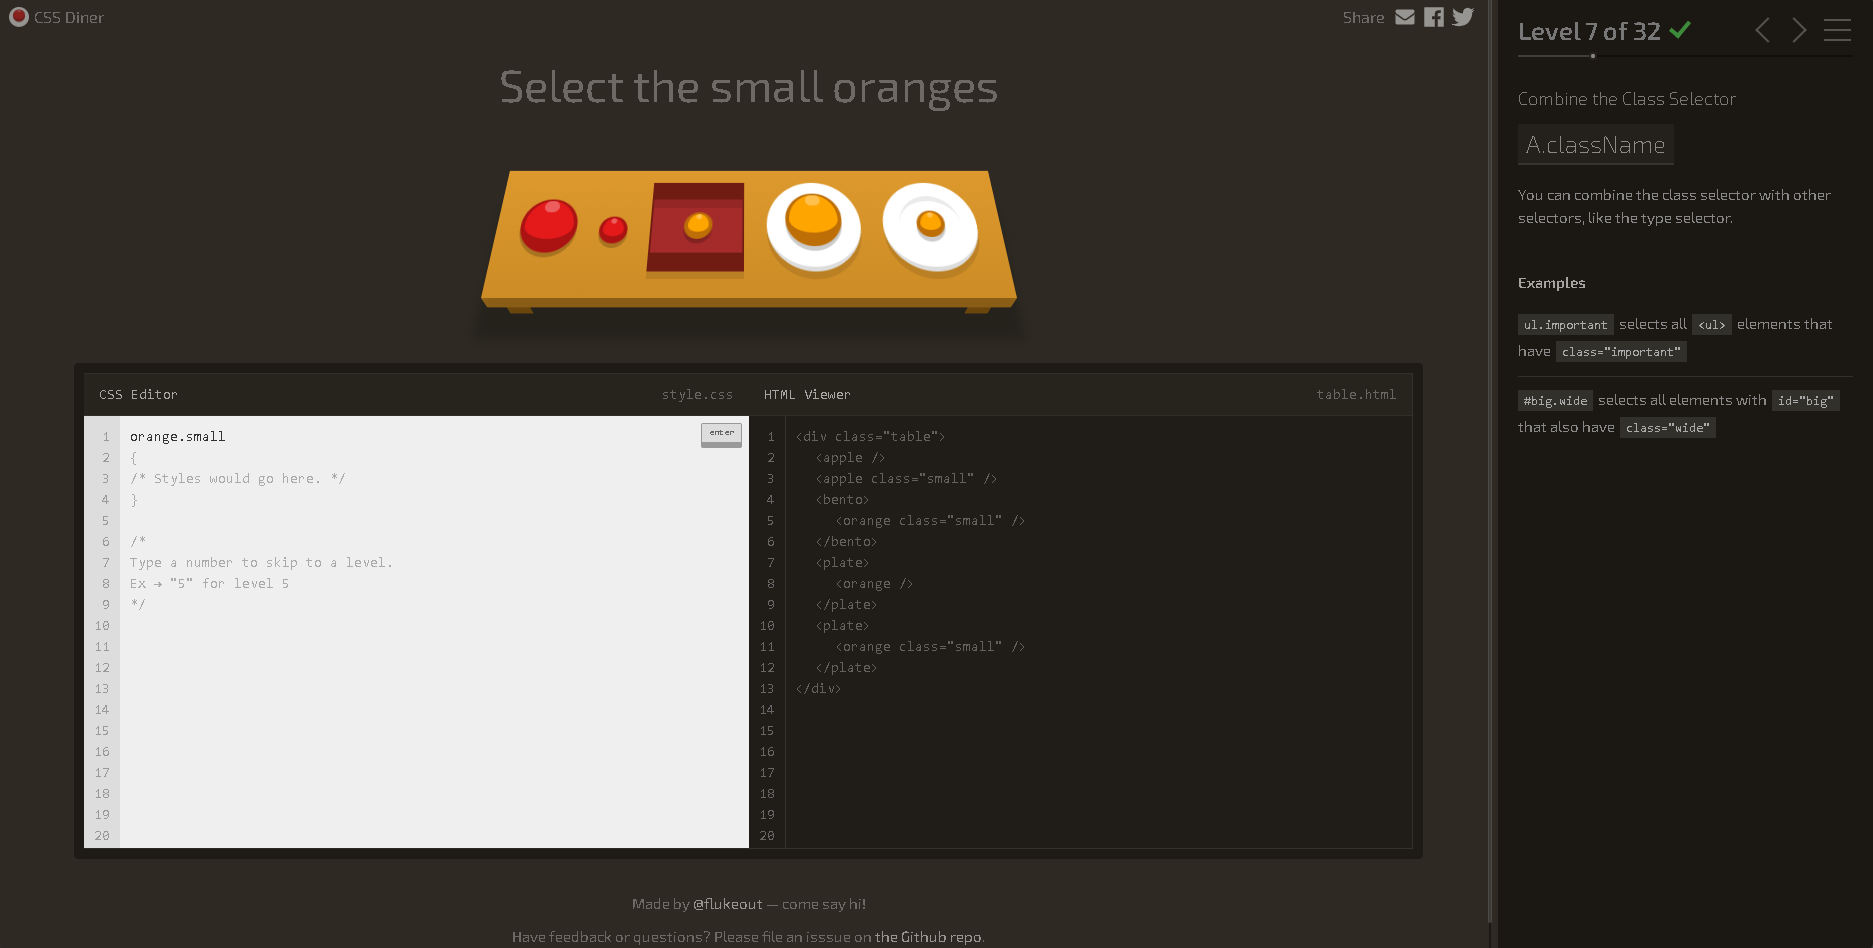 CSS Diner
Share
Select the small oranges
CSS Editor
style.css
1 orange.small
enter
2 {
3 /* Styles would go here. */
4 }
5
6 /*
7 Type a number to skip to a level.
8 Ex → "5" for level 5
9 */
10
11
12
13
14
15
16
17
18
19
20
HTML Viewer
table.html
1 <div class="table">
2 <apple />
3 <apple class="small" />
4 <bento>
5 <orange class="small" />
6 </bento>
7 <plate>
8 <orange />
9 </plate>
10 <plate>
11 <orange class="small" />
12 </plate>
13 </div>
14
15
16
17
18
19
20
Made by @flukeout — come say hi!
Have feedback or questions? Please file an isssue on the Github repo.
Level 7 of 32
Combine the Class Selector
A.className
You can combine the class selector with other
selectors, like the type selector.
Examples
ul.important selects all <ul> elements that
have class="important"
#big.wide selects all elements with id="big"
that also have class="wide"